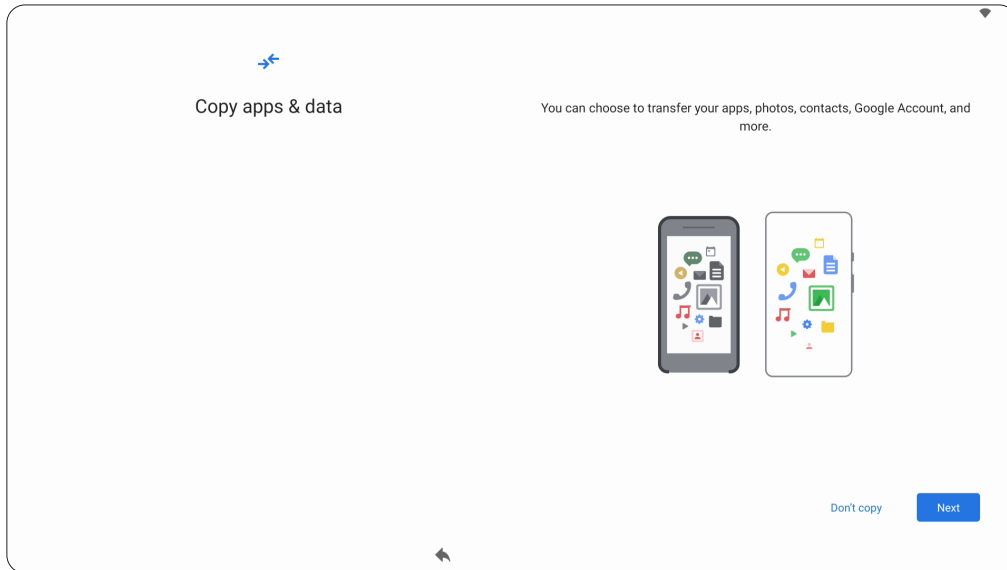 Copy apps & data
You can choose to transfer your apps, photos, contacts, Google Account, and
more.
Don't copy
Next